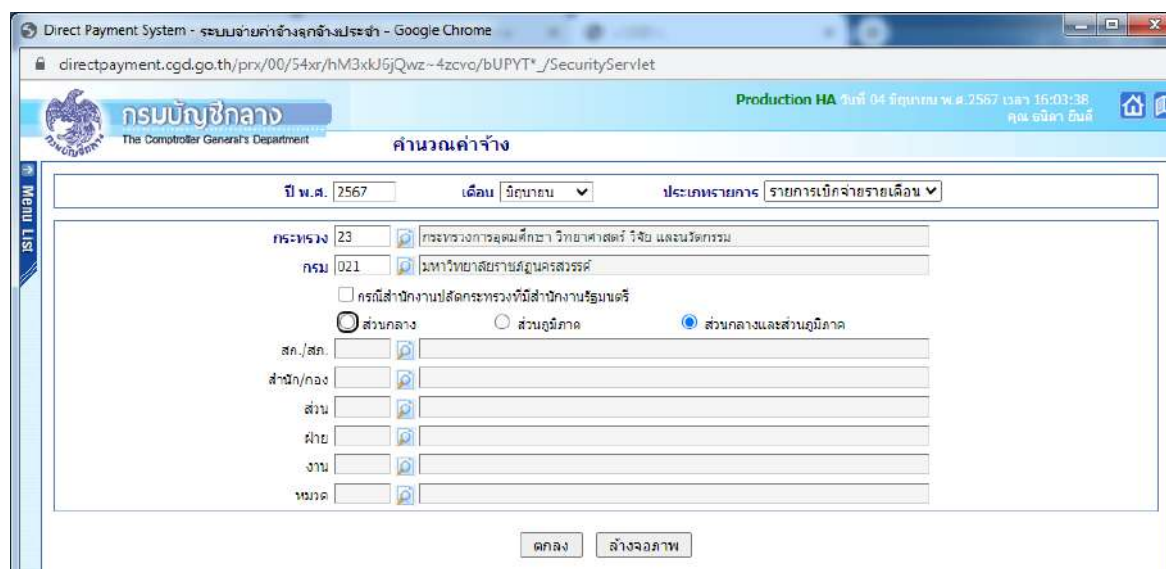 Direct Payment System - ระบบจ่ายค่าจ้างลูกจ้างประจำ - Google Chrome
directpayment.cgd.go.th/prx/00/54xr/hM3xkJ6jQwz~4zcvo/bUPYT*_/SecurityServlet
กรมบัญชีกลาง
The Comptroller General's Department
Production HA วันที่ 04 มิถุนายน พ.ศ.2567 เวลา 16:03:38
คุณ ธนิดา ยินดี
คำนวณค่าจ้าง
Menu List
ปี พ.ศ. 2567 เดือน มิถุนายน ประเภทรายการ รายการเบิกจ่ายรายเดือน
กระทรวง 23 กระทรวงการอุดมศึกษา วิทยาศาสตร์ วิจัย และนวัตกรรม
กรม 021 มหาวิทยาลัยราชภัฏนครสวรรค์
กรณีสำนักงานปลัดกระทรวงที่มีสำนักงานรัฐมนตรี
ส่วนกลาง ส่วนภูมิภาค ส่วนกลางและส่วนภูมิภาค
สก./สภ.
สำนัก/กอง
ส่วน
ฝ่าย
งาน
หมวด
ตกลง ล้างจอภาพ